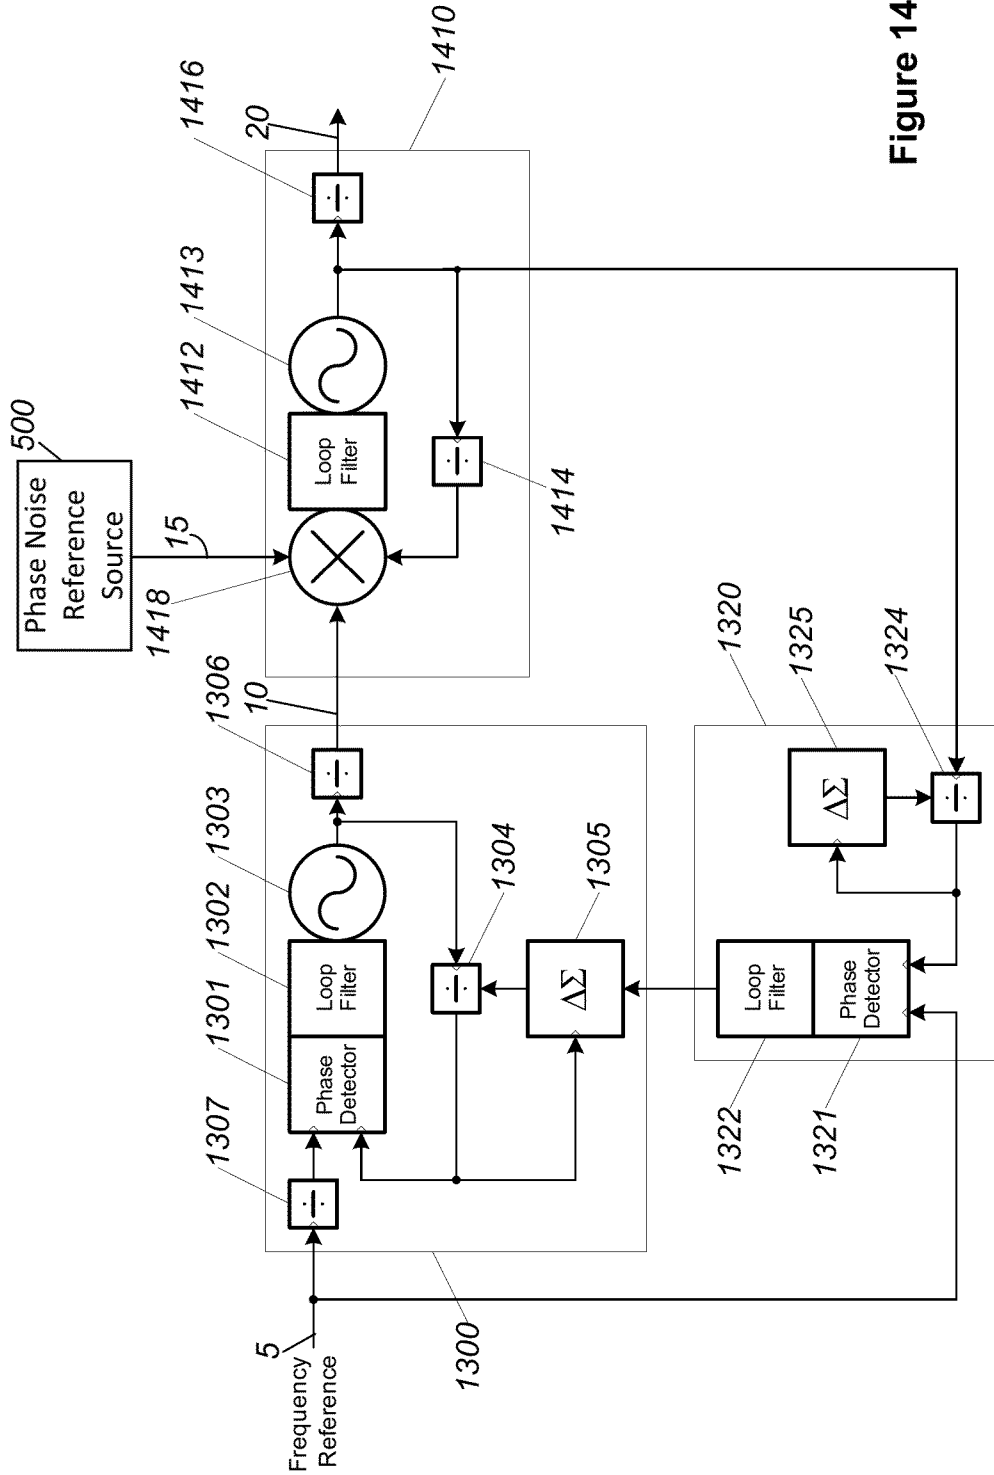 Phase Noise
Reference
Source
500
15
1418
1412
1413
1416
20
1410
Loop
Filter
1414
Frequency
Reference
5
1307
1301
1302
1303
1306
10
Phase
Detector
Loop
Filter
1304
ΔΣ
1305
1300
1320
1325
ΔΣ
1324
Loop
Filter
Phase
Detector
1322
1321
Figure 14